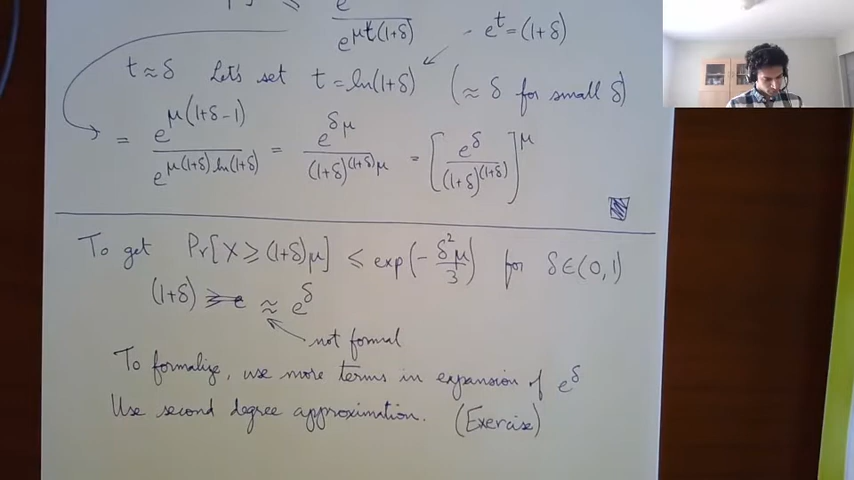 e
e^{μt(1+δ)} - e^t = (1+δ)
t ≈ δ Let's set t = ln(1+δ) (≈ δ for small δ)
= e^{μ(1+δ-1)} / e^{μ(1+δ)·ln(1+δ)} = e^{δμ} / (1+δ)^{(1+δ)μ} = [e^δ / (1+δ)^{(1+δ)}]^μ
To get Pr[X ≥ (1+δ)μ] ≤ exp(-δ²μ/3) for δ∈(0,1)
(1+δ) ≈ e^δ
not formal
To formalize, use more terms in expansion of e^δ
Use second degree approximation. (Exercise)